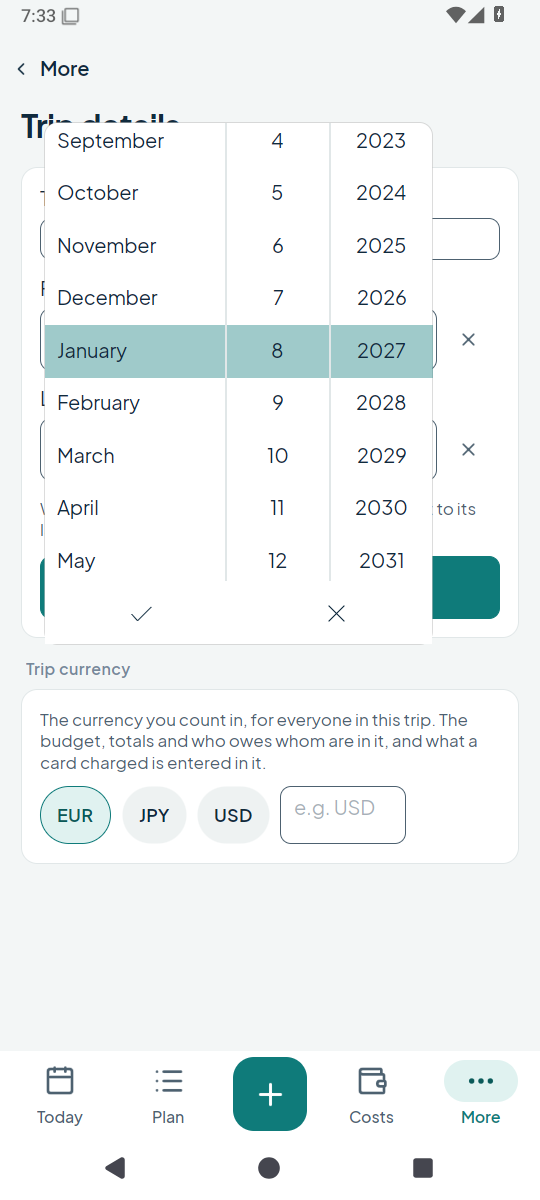 7:33
More
Trip details
September 4 2023
October 5 2024
November 6 2025
December 7 2026
January 8 2027
February 9 2028
March 10 2029
April 11 2030
May 12 2031
to its
Trip currency
The currency you count in, for everyone in this trip. The
budget, totals and who owes whom are in it, and what a
card charged is entered in it.
EUR JPY USD e.g. USD
Today Plan Costs More